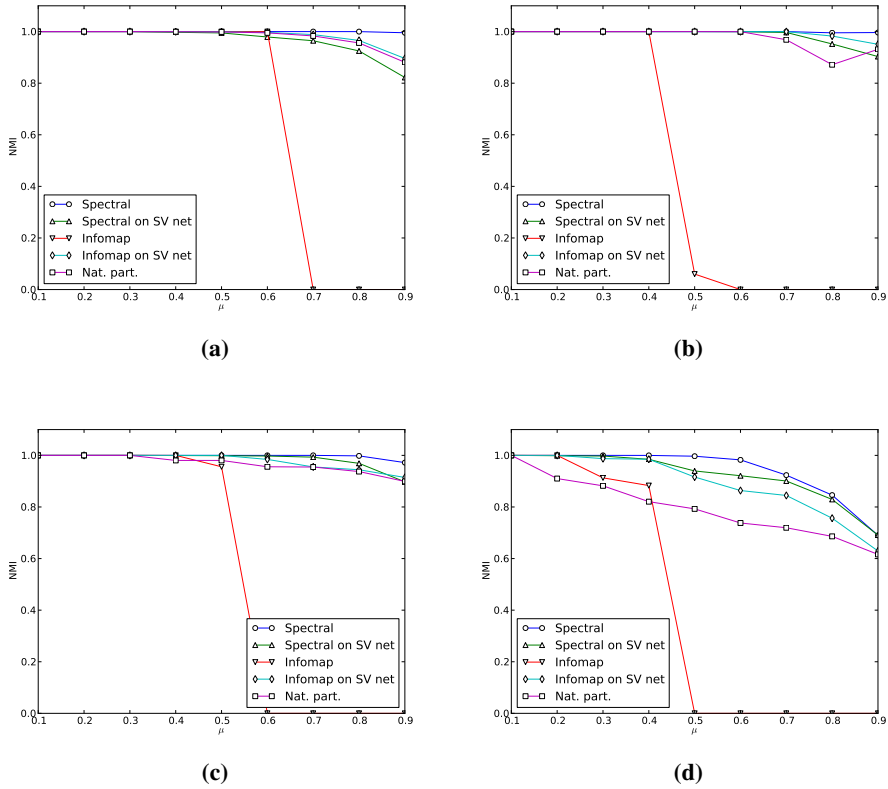 1.0
0.8
0.6
0.4
0.2
0.0
NMI
Spectral
Spectral on SV net
Infomap
Infomap on SV net
Nat. part.
0.1 0.2 0.3 0.4 0.5 0.6 0.7 0.8 0.9
μ
(a)
1.0
0.8
0.6
0.4
0.2
0.0
NMI
Spectral
Spectral on SV net
Infomap
Infomap on SV net
Nat. part.
0.1 0.2 0.3 0.4 0.5 0.6 0.7 0.8 0.9
μ
(b)
1.0
0.8
0.6
0.4
0.2
0.0
NMI
Spectral
Spectral on SV net
Infomap
Infomap on SV net
Nat. part.
0.1 0.2 0.3 0.4 0.5 0.6 0.7 0.8 0.9
μ
(c)
1.0
0.8
0.6
0.4
0.2
0.0
NMI
Spectral
Spectral on SV net
Infomap
Infomap on SV net
Nat. part.
0.1 0.2 0.3 0.4 0.5 0.6 0.7 0.8 0.9
μ
(d)